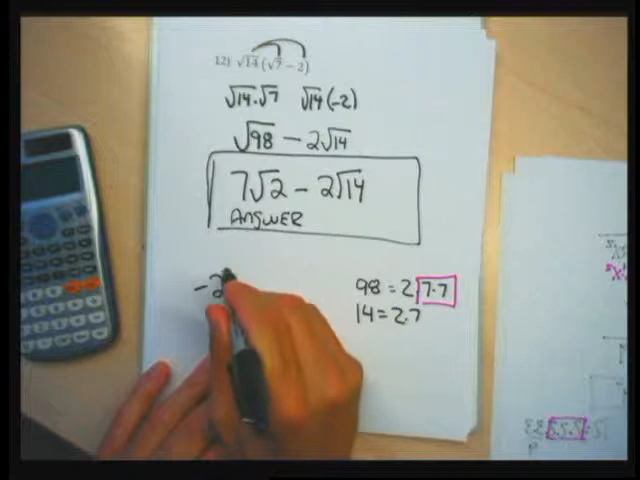 12) √14 (√7 − 2)
√14·√7 √14(-2)
√98 − 2√14
7√2 − 2√14
ANSWER
-2
98 = 2·7·7
14 = 2·7